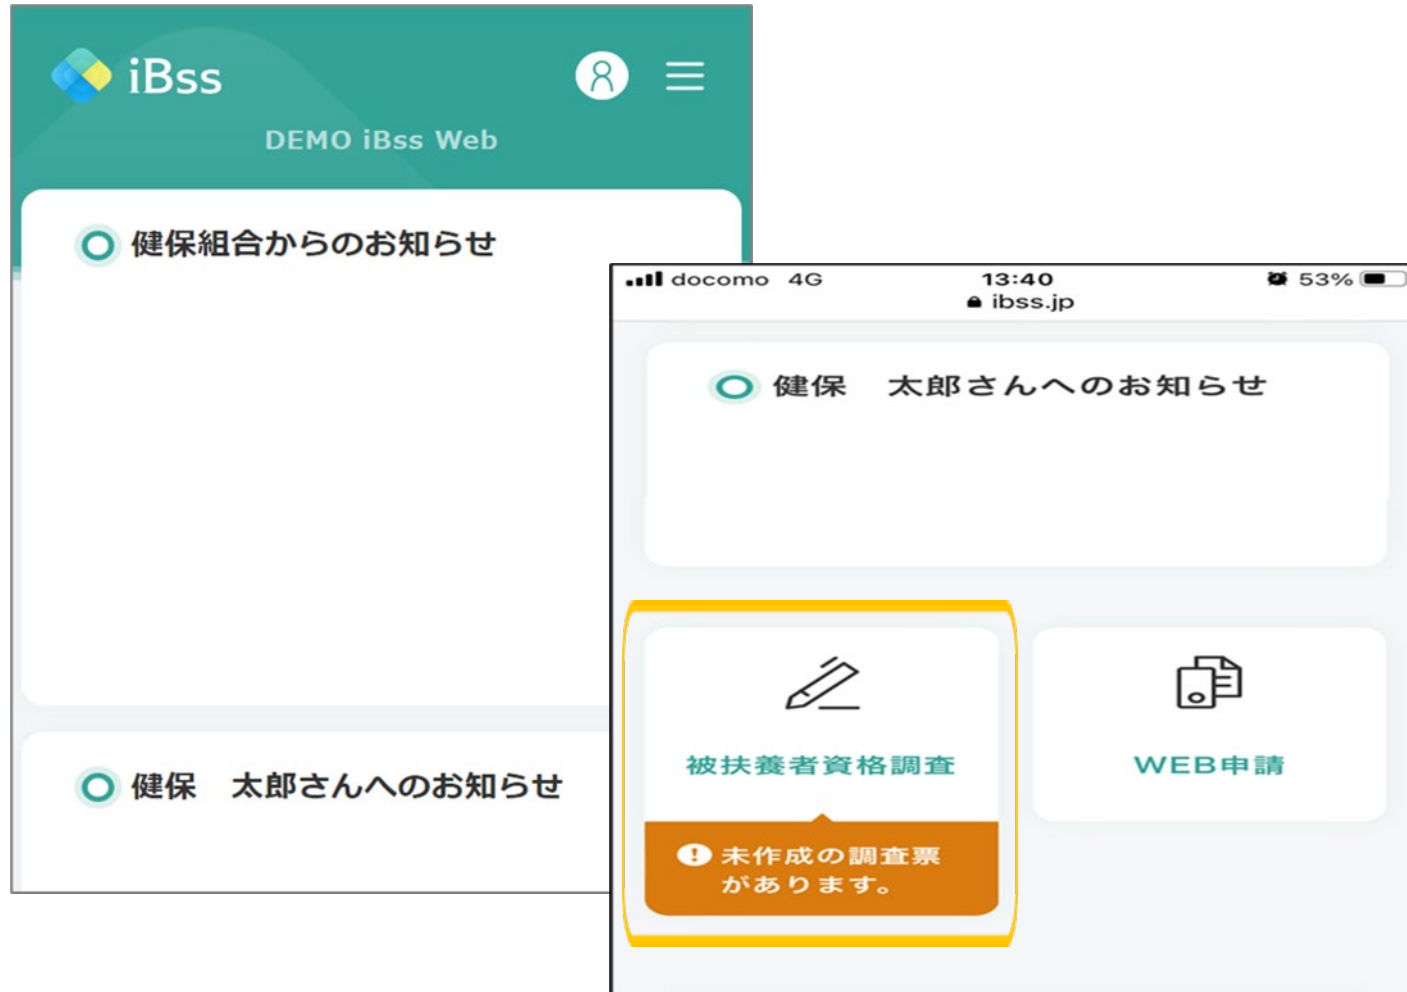 iBss
DEMO iBss Web
健保組合からのお知らせ
健保　太郎さんへのお知らせ
docomo 4G 13:40 53%
ibss.jp
健保　太郎さんへのお知らせ
被扶養者資格調査
WEB申請
未作成の調査票
があります。